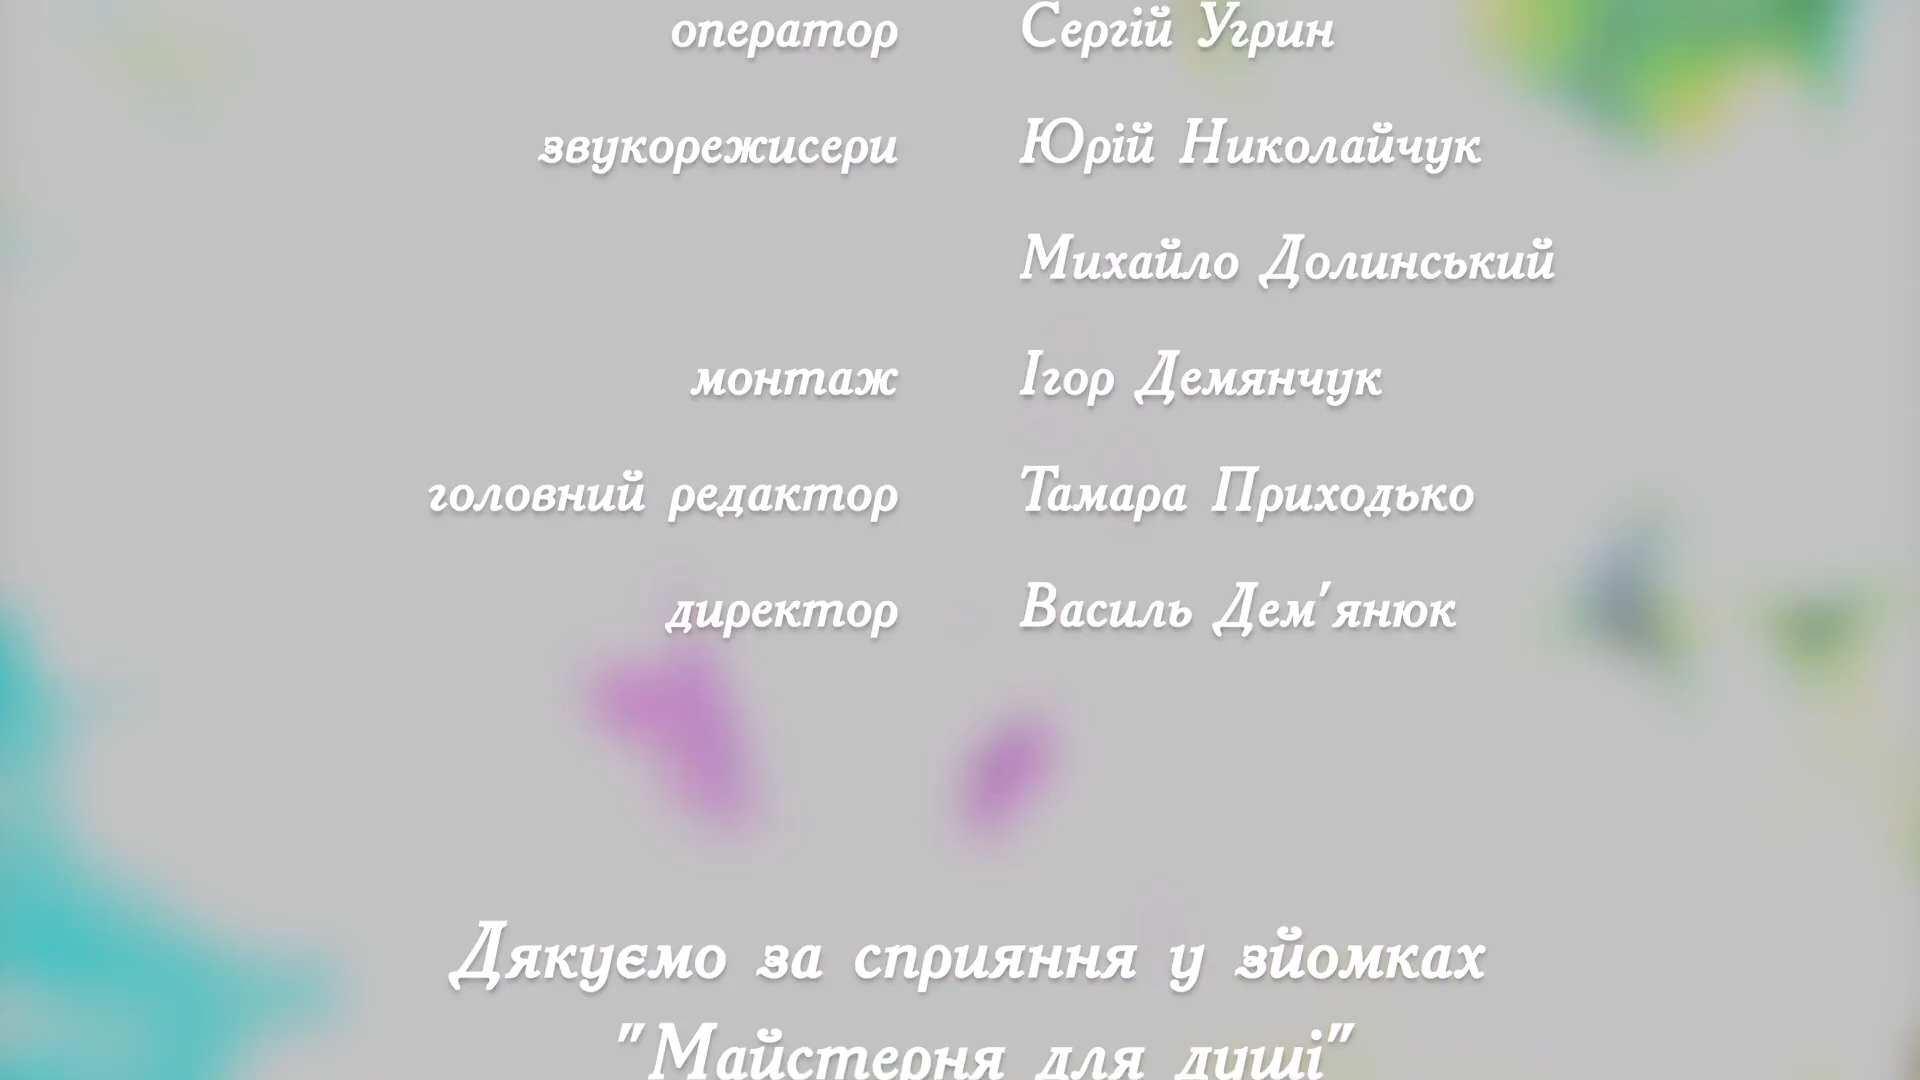 оператор Сергій Угрин
звукорежисери Юрій Николайчук
Михайло Долинський
монтаж Ігор Демянчук
головний редактор Тамара Приходько
директор Василь Дем'янюк
Дякуємо за сприяння у зйомках
"Майстерня для душі"